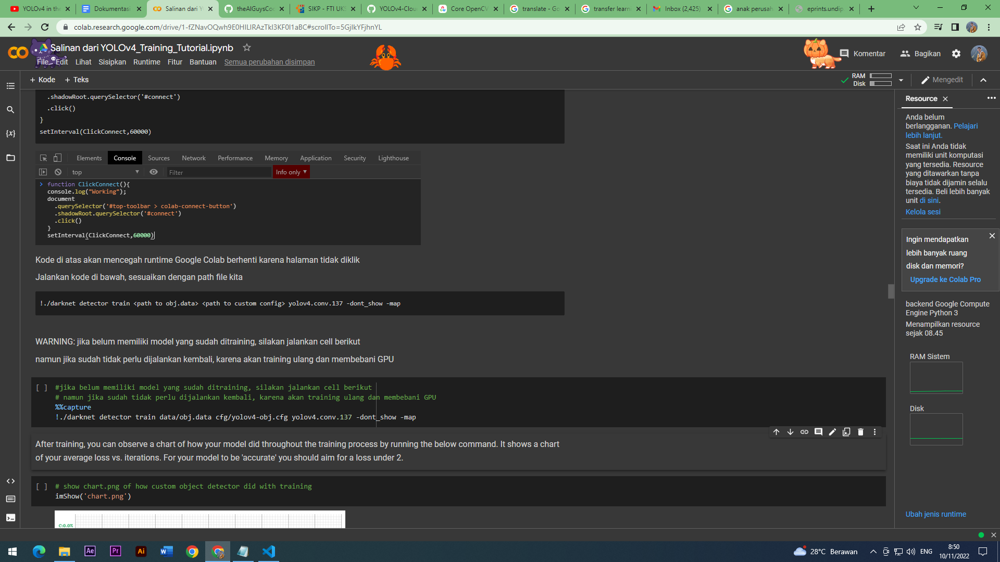 YOLOv4 in the
Dokumentasi
Salinan dari Y
theAIGuysCod
SIKP - FTI UKS
YOLOv4-Clou
Core OpenCV
translate - Go
transfer learn
Inbox (2,425)
anak perusah
eprints.undip
colab.research.google.com/drive/1-fZNavOQwh9E0HILIRAzTkI3KF0I1aBC#scrollTo=5GjIkYFjhnYL
Salinan dari YOLOv4_Training_Tutorial.ipynb
Komentar
Bagikan
File Edit Lihat Sisipkan Runtime Fitur Bantuan Semua perubahan disimpan
+ Kode + Teks
RAM
Disk
Mengedit
.shadowRoot.querySelector('#connect')
.click()
}
setInterval(ClickConnect,60000)
Elements Console Sources Network Performance Memory Application Security Lighthouse
top Filter Info only
function ClickConnect(){
console.log("Working");
document
.querySelector('#top-toolbar > colab-connect-button')
.shadowRoot.querySelector('#connect')
.click()
}
setInterval(ClickConnect,60000)
Kode di atas akan mencegah runtime Google Colab berhenti karena halaman tidak diklik
Jalankan kode di bawah, sesuaikan dengan path file kita
!./darknet detector train <path to obj.data> <path to custom config> yolov4.conv.137 -dont_show -map
WARNING: jika belum memiliki model yang sudah ditraining, silakan jalankan cell berikut
namun jika sudah tidak perlu dijalankan kembali, karena akan training ulang dan membebani GPU
[ ] #jika belum memiliki model yang sudah ditraining, silakan jalankan cell berikut
# namun jika sudah tidak perlu dijalankan kembali, karena akan training ulang dan membebani GPU
%%capture
!./darknet detector train data/obj.data cfg/yolov4-obj.cfg yolov4.conv.137 -dont_show -map
After training, you can observe a chart of how your model did throughout the training process by running the below command. It shows a chart
of your average loss vs. iterations. For your model to be 'accurate' you should aim for a loss under 2.
[ ] # show chart.png of how custom object detector did with training
imShow('chart.png')
C:0.0%
Resource
Anda belum
berlangganan. Pelajari
lebih lanjut.
Saat ini Anda tidak
memiliki unit komputasi
yang tersedia. Resource
yang ditawarkan tanpa
biaya tidak dijamin selalu
tersedia. Beli lebih banyak
unit di sini.
Kelola sesi
Ingin mendapatkan
lebih banyak ruang
disk dan memori?
Upgrade ke Colab Pro
backend Google Compute
Engine Python 3
Menampilkan resource
sejak 08.45
RAM Sistem
Disk
Ubah jenis runtime
Ae
Pr
Ai
28°C Berawan
ENG
8:50
10/11/2022